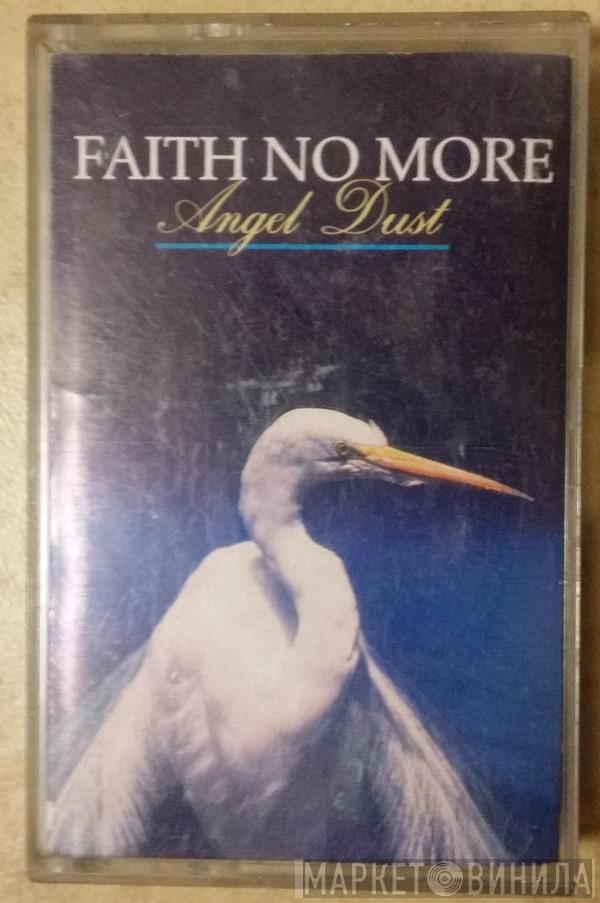 FAITH NO MORE
Angel Dust
МАРКЕТ ВИНИЛА